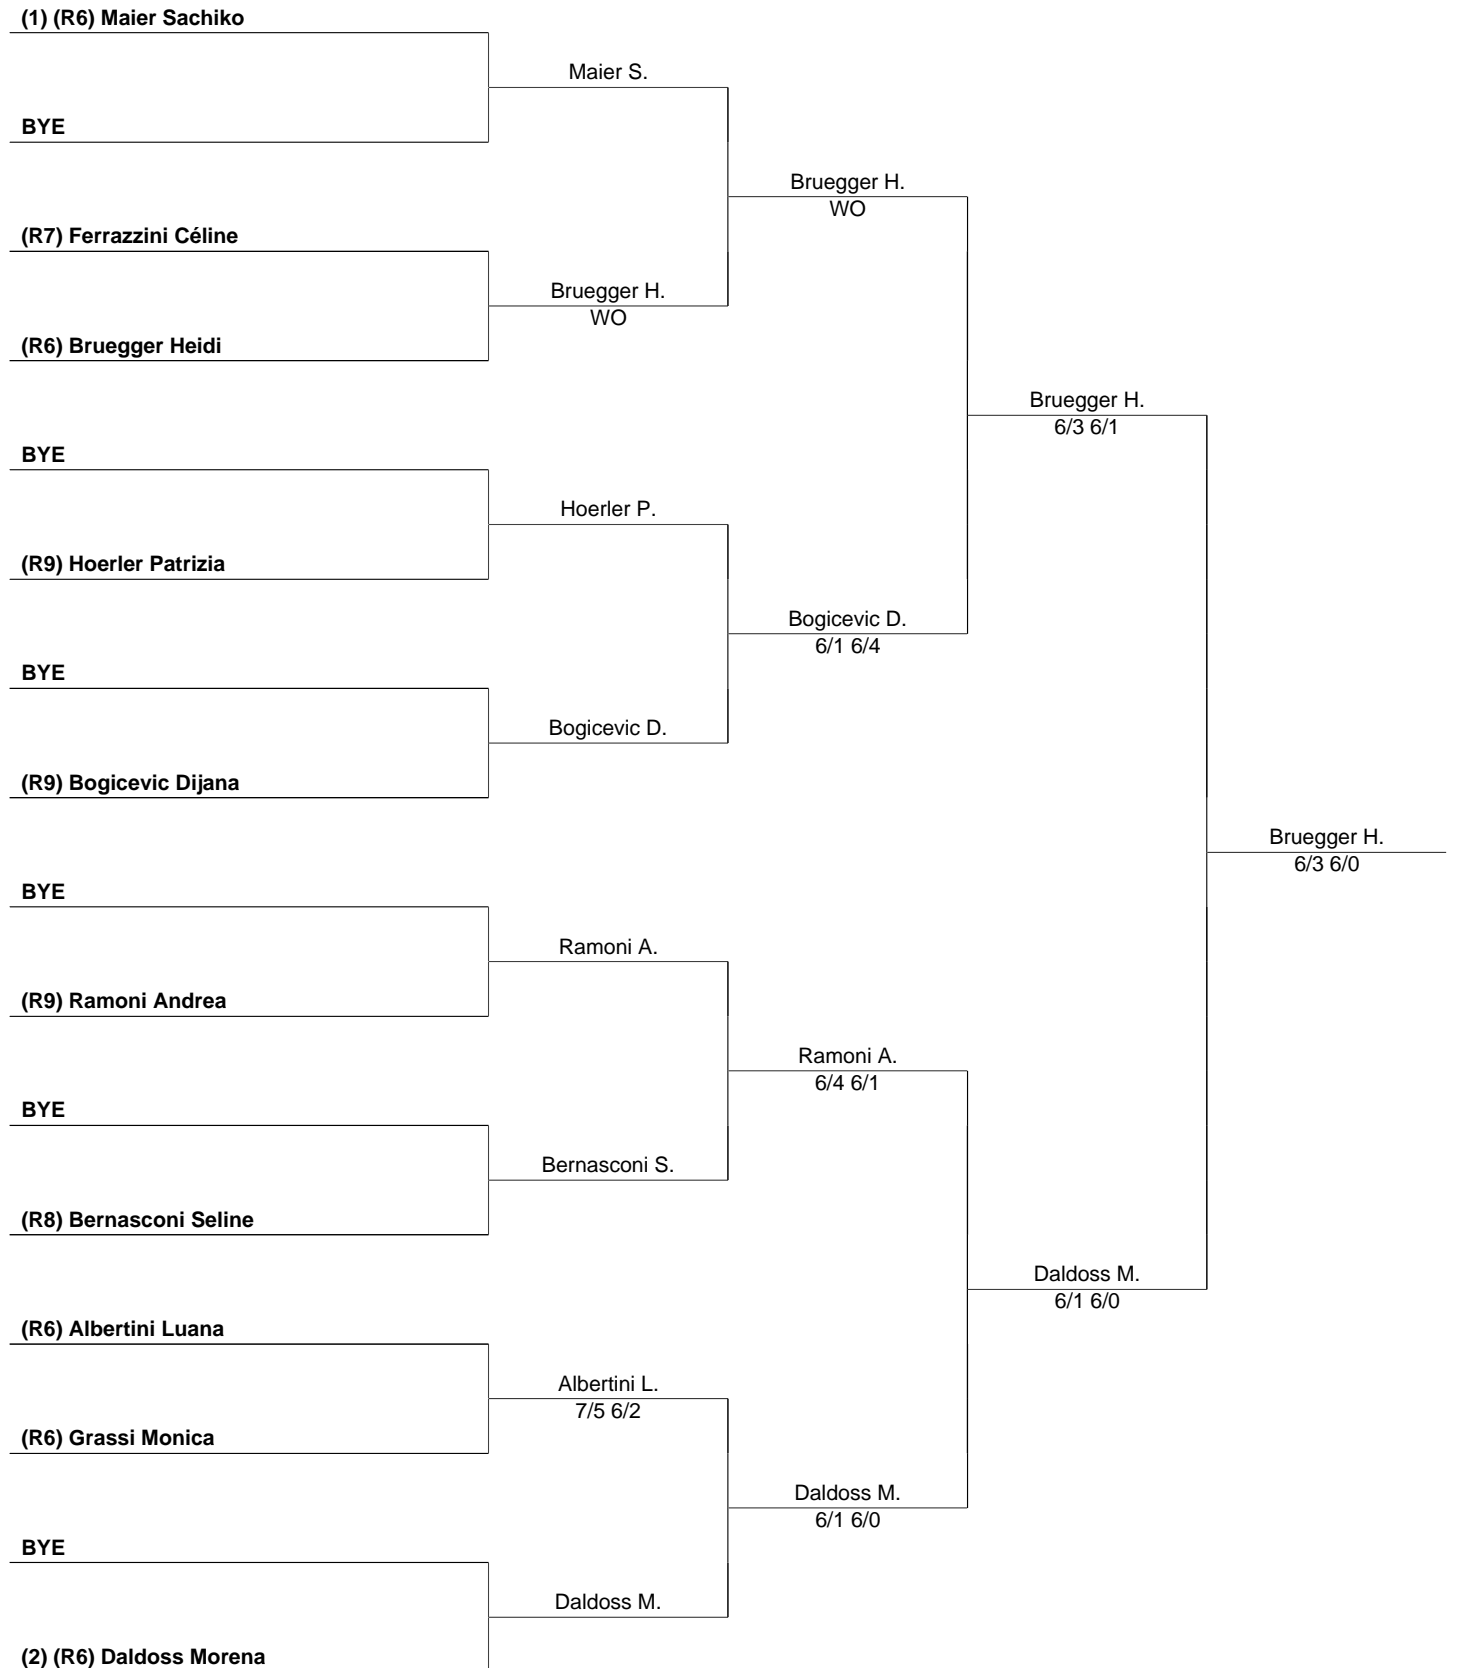 (1) (R6) Maier Sachiko
Maier S.
BYE
Bruegger H.
WO
(R7) Ferrazzini Céline
Bruegger H.
WO
(R6) Bruegger Heidi
Bruegger H.
6/3 6/1
BYE
Hoerler P.
(R9) Hoerler Patrizia
Bogicevic D.
6/1 6/4
BYE
Bogicevic D.
(R9) Bogicevic Dijana
Bruegger H.
6/3 6/0
BYE
Ramoni A.
(R9) Ramoni Andrea
Ramoni A.
6/4 6/1
BYE
Bernasconi S.
(R8) Bernasconi Seline
Daldoss M.
6/1 6/0
(R6) Albertini Luana
Albertini L.
7/5 6/2
(R6) Grassi Monica
Daldoss M.
6/1 6/0
BYE
Daldoss M.
(2) (R6) Daldoss Morena